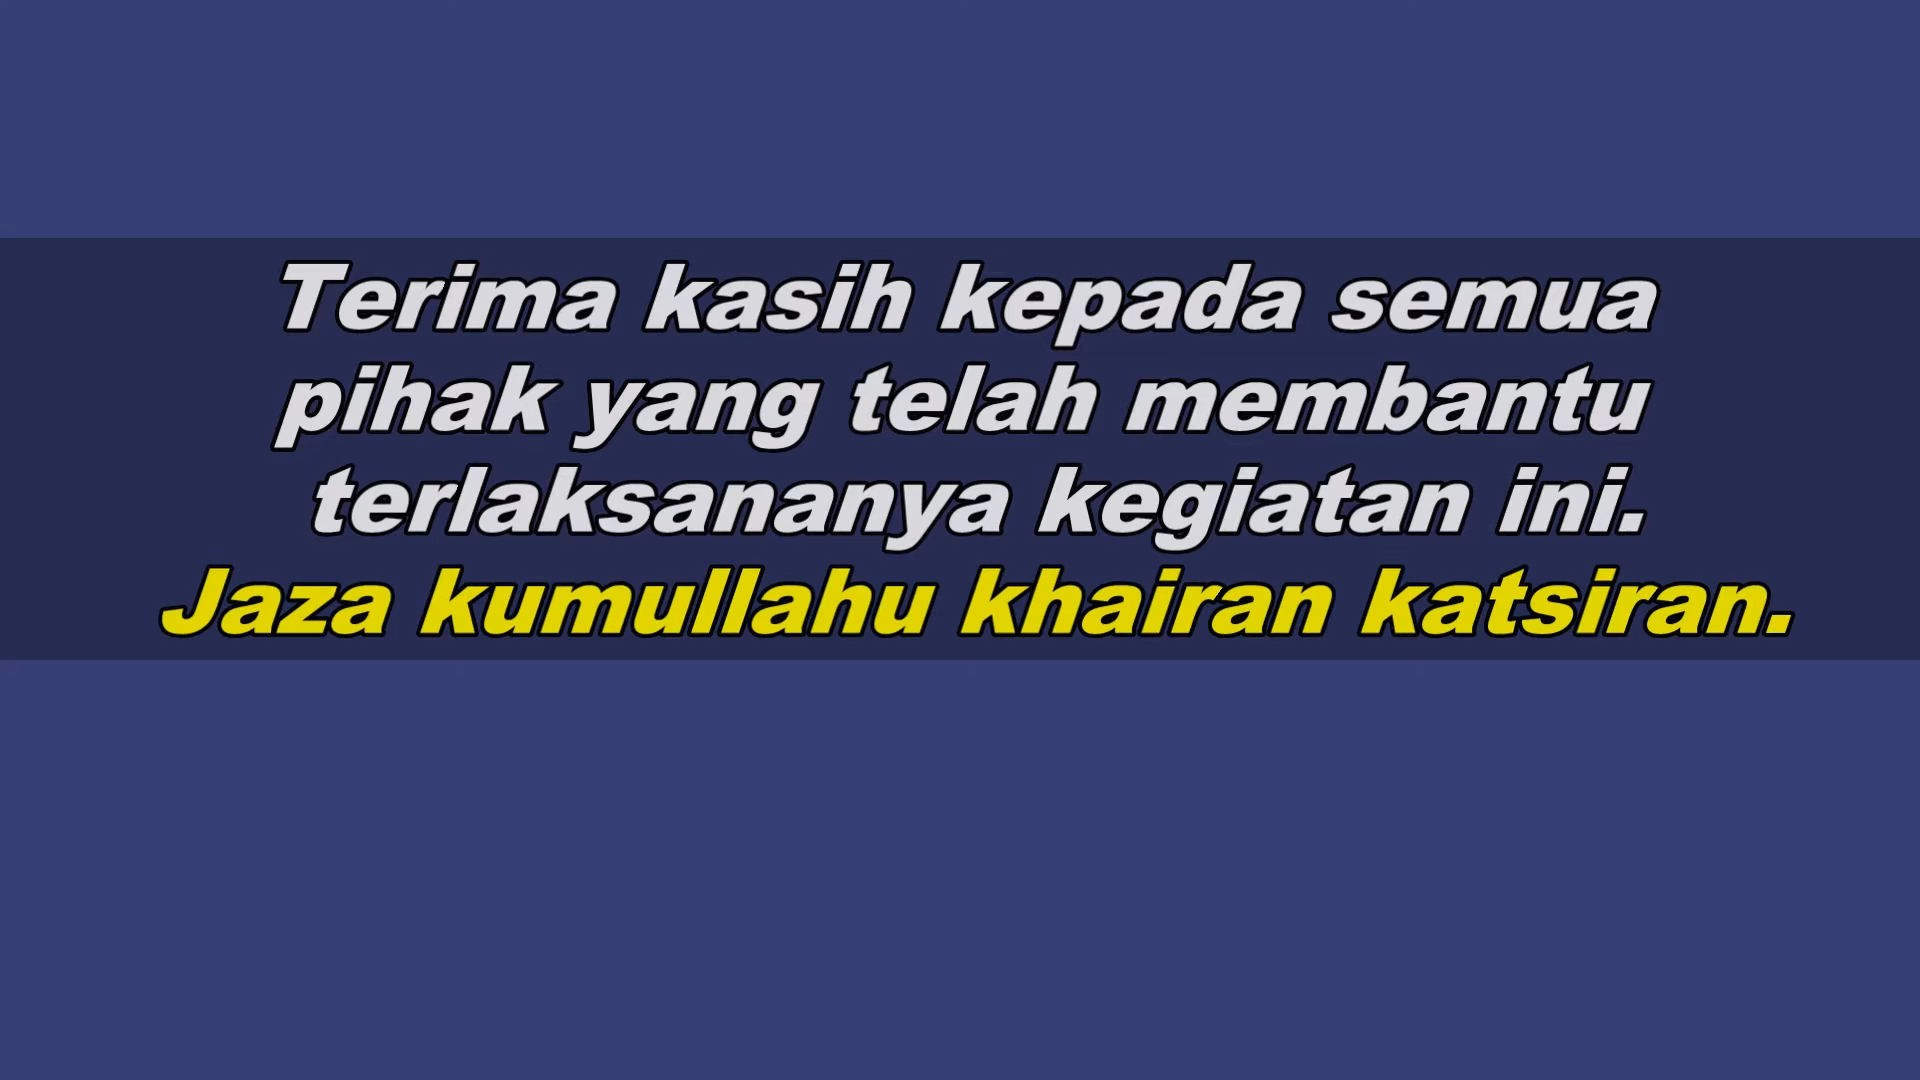 Terima kasih kepada semua
pihak yang telah membantu
terlaksananya kegiatan ini.
Jaza kumullahu khairan katsiran.